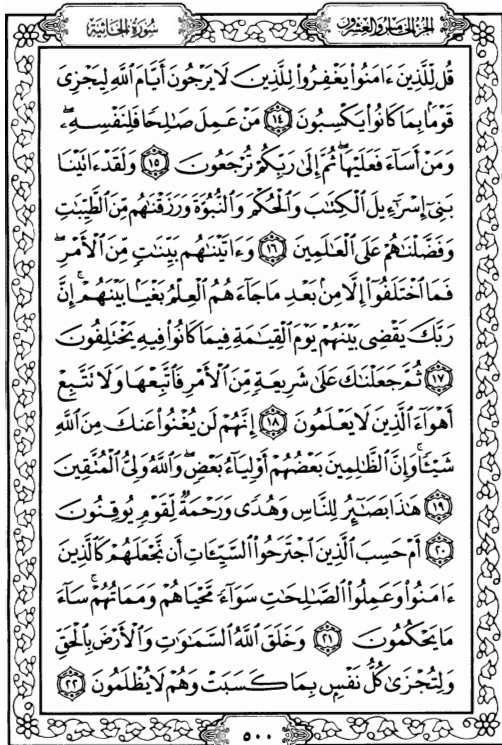 الجزء الخامس والعشرون
سورة الجاثية
قُل لِّلَّذِينَ ءَامَنُوا۟ يَغْفِرُوا۟ لِلَّذِينَ لَا يَرْجُونَ أَيَّامَ ٱللَّهِ لِيَجْزِىَ
قَوْمًۢا بِمَا كَانُوا۟ يَكْسِبُونَ ١٤ مَنْ عَمِلَ صَٰلِحًا فَلِنَفْسِهِۦ ۖ
وَمَنْ أَسَآءَ فَعَلَيْهَا ۖ ثُمَّ إِلَىٰ رَبِّكُمْ تُرْجَعُونَ ١٥ وَلَقَدْ ءَاتَيْنَا
بَنِىٓ إِسْرَٰٓءِيلَ ٱلْكِتَٰبَ وَٱلْحُكْمَ وَٱلنُّبُوَّةَ وَرَزَقْنَٰهُم مِّنَ ٱلطَّيِّبَٰتِ
وَفَضَّلْنَٰهُمْ عَلَى ٱلْعَٰلَمِينَ ١٦ وَءَاتَيْنَٰهُم بَيِّنَٰتٍ مِّنَ ٱلْأَمْرِ ۖ
فَمَا ٱخْتَلَفُوٓا۟ إِلَّا مِنۢ بَعْدِ مَا جَآءَهُمُ ٱلْعِلْمُ بَغْيًۢا بَيْنَهُمْ ۚ إِنَّ
رَبَّكَ يَقْضِى بَيْنَهُمْ يَوْمَ ٱلْقِيَٰمَةِ فِيمَا كَانُوا۟ فِيهِ يَخْتَلِفُونَ
١٧ ثُمَّ جَعَلْنَٰكَ عَلَىٰ شَرِيعَةٍ مِّنَ ٱلْأَمْرِ فَٱتَّبِعْهَا وَلَا تَتَّبِعْ
أَهْوَآءَ ٱلَّذِينَ لَا يَعْلَمُونَ ١٨ إِنَّهُمْ لَن يُغْنُوا۟ عَنكَ مِنَ ٱللَّهِ
شَيْـًٔا ۚ وَإِنَّ ٱلظَّٰلِمِينَ بَعْضُهُمْ أَوْلِيَآءُ بَعْضٍ ۖ وَٱللَّهُ وَلِىُّ ٱلْمُتَّقِينَ
١٩ هَٰذَا بَصَٰٓئِرُ لِلنَّاسِ وَهُدًى وَرَحْمَةٌ لِّقَوْمٍ يُوقِنُونَ
٢٠ أَمْ حَسِبَ ٱلَّذِينَ ٱجْتَرَحُوا۟ ٱلسَّيِّـَٔاتِ أَن نَّجْعَلَهُمْ كَٱلَّذِينَ
ءَامَنُوا۟ وَعَمِلُوا۟ ٱلصَّٰلِحَٰتِ سَوَآءً مَّحْيَاهُمْ وَمَمَاتُهُمْ ۚ سَآءَ
مَا يَحْكُمُونَ ٢١ وَخَلَقَ ٱللَّهُ ٱلسَّمَٰوَٰتِ وَٱلْأَرْضَ بِٱلْحَقِّ
وَلِتُجْزَىٰ كُلُّ نَفْسٍۭ بِمَا كَسَبَتْ وَهُمْ لَا يُظْلَمُونَ ٢٢
٥٠٠